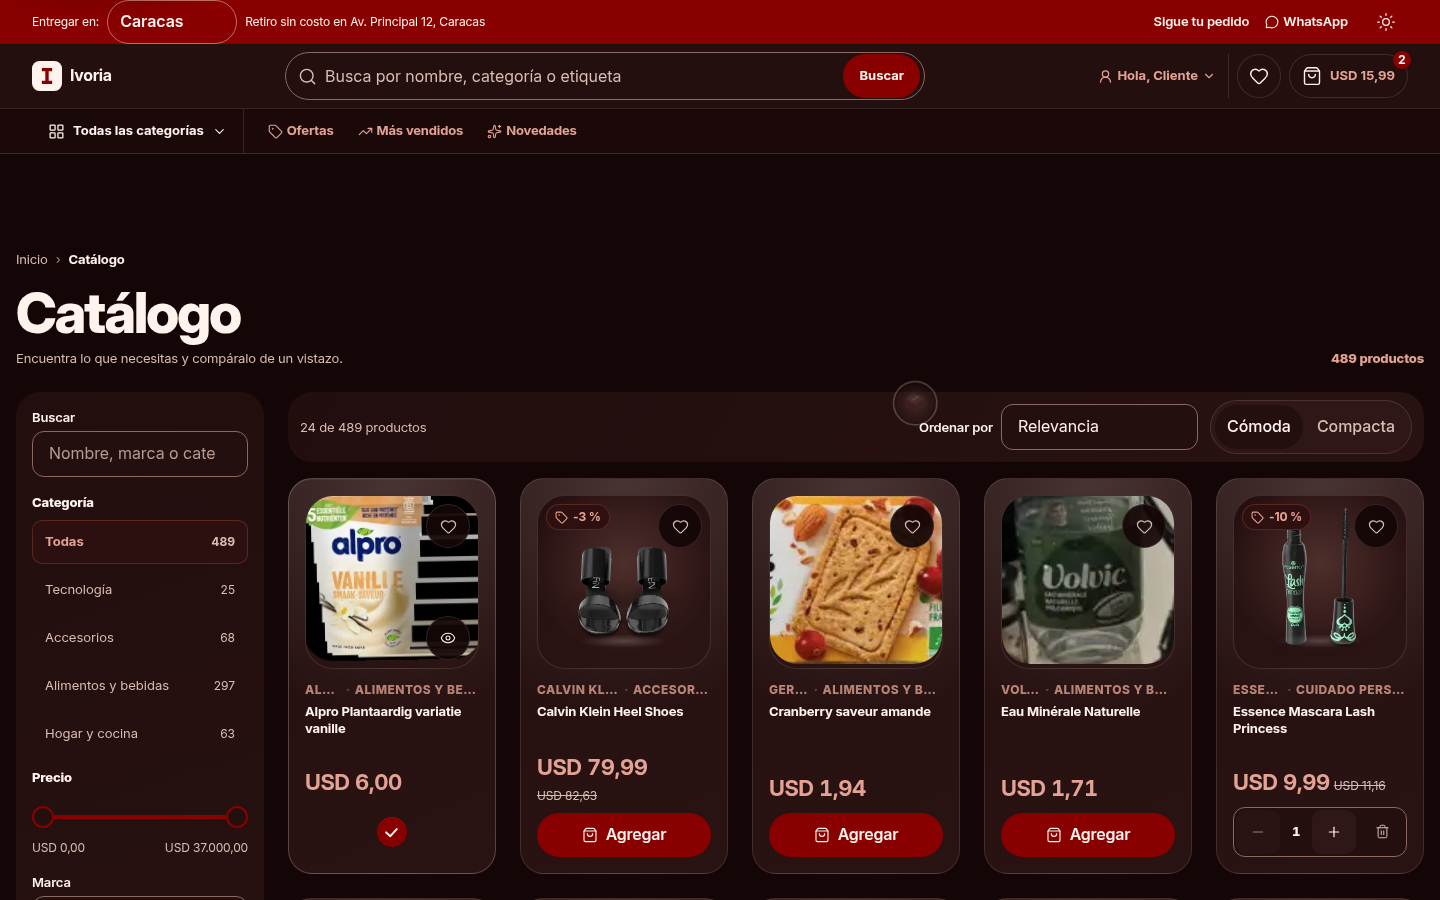 Entregar en:
Caracas
Retiro sin costo en Av. Principal 12, Caracas
Sigue tu pedido
WhatsApp
I
Ivoria
Busca por nombre, categoría o etiqueta
Buscar
Hola, Cliente
USD 15,99
2
Todas las categorías
Ofertas
Más vendidos
Novedades
Inicio › Catálogo
Catálogo
Encuentra lo que necesitas y compáralo de un vistazo.
489 productos
Buscar
Nombre, marca o cate
Categoría
Todas 489
Tecnología 25
Accesorios 68
Alimentos y bebidas 297
Hogar y cocina 63
Precio
USD 0,00 USD 37.000,00
Marca
24 de 489 productos
Ordenar por
Relevancia
Cómoda
Compacta
alpro
VANILLE
SMAAK-SAVEUR
AL... · ALIMENTOS Y BE...
Alpro Plantaardig variatie
vanille
USD 6,00
-3 %
CALVIN KL... · ACCESOR...
Calvin Klein Heel Shoes
USD 79,99
USD 82,63
Agregar
GER... · ALIMENTOS Y B...
Cranberry saveur amande
USD 1,94
Agregar
Volvic
VOL... · ALIMENTOS Y B...
Eau Minérale Naturelle
USD 1,71
Agregar
-10 %
ESSE... · CUIDADO PERS...
Essence Mascara Lash
Princess
USD 9,99 USD 11,16
1